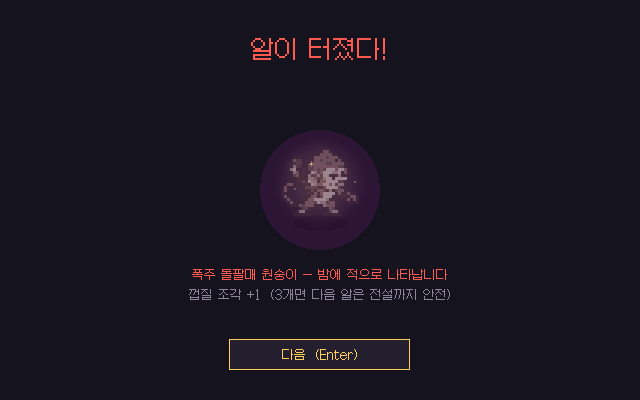 알이 터졌다!
폭주 돌팔매 원숭이 - 밤에 적으로 나타납니다
껍질 조각 +1 (3개면 다음 알은 전설까지 안전)
다음 (Enter)